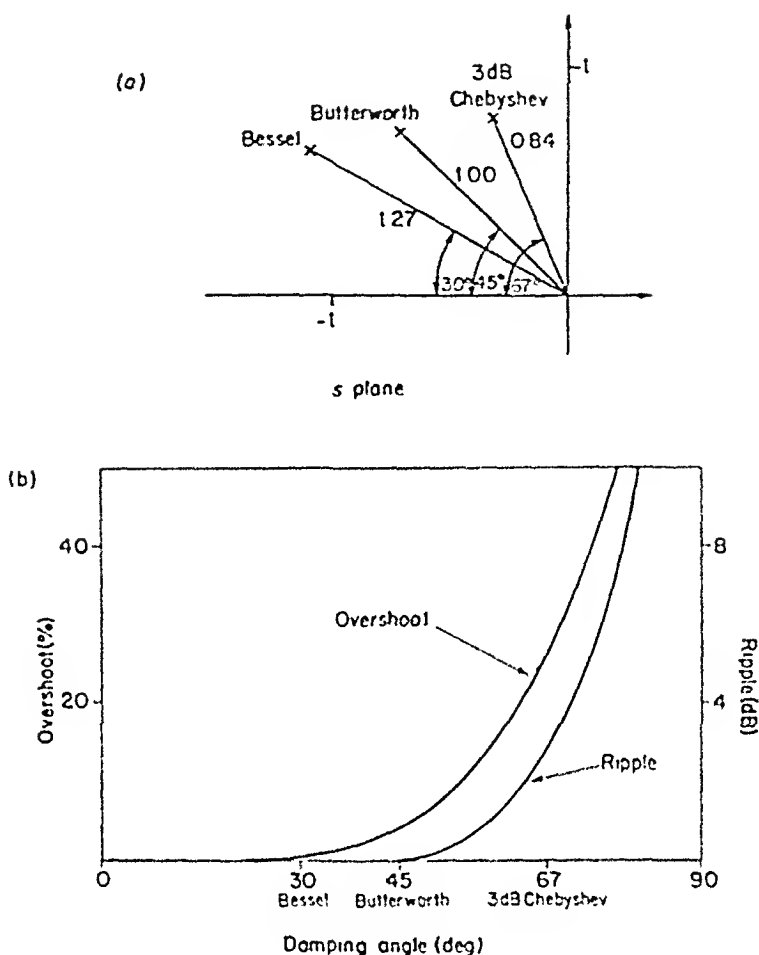 (a)
1
3dB
Chebyshev
Butterworth
Bessel
0.84
1.00
1.27
30° 45° 67°
-1
s plane
(b)
40
8
Overshoot
Overshoot (%)
Ripple (dB)
20
4
Ripple
0
30
45
67
90
Bessel
Butterworth
3dB Chebyshev
Damping angle (deg)